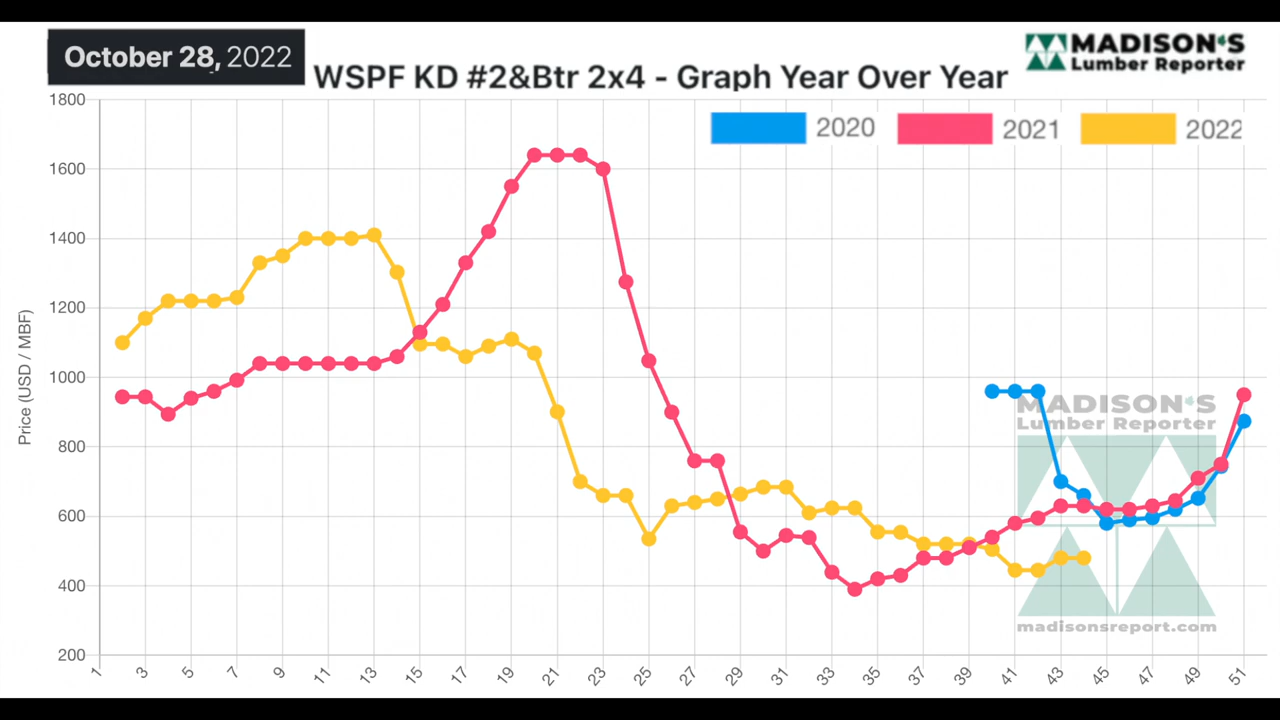 October 28, 2022
WSPF KD #2&Btr 2x4 - Graph Year Over Year
MADISON'S
Lumber Reporter
2020
2021
2022
Price (USD / MBF)
1800
1600
1400
1200
1000
800
600
400
200
MADISON'S
Lumber Reporter
madisonsreport.com
1 3 5 7 9 11 13 15 17 19 21 23 25 27 29 31 33 35 37 39 41 43 45 47 49 51